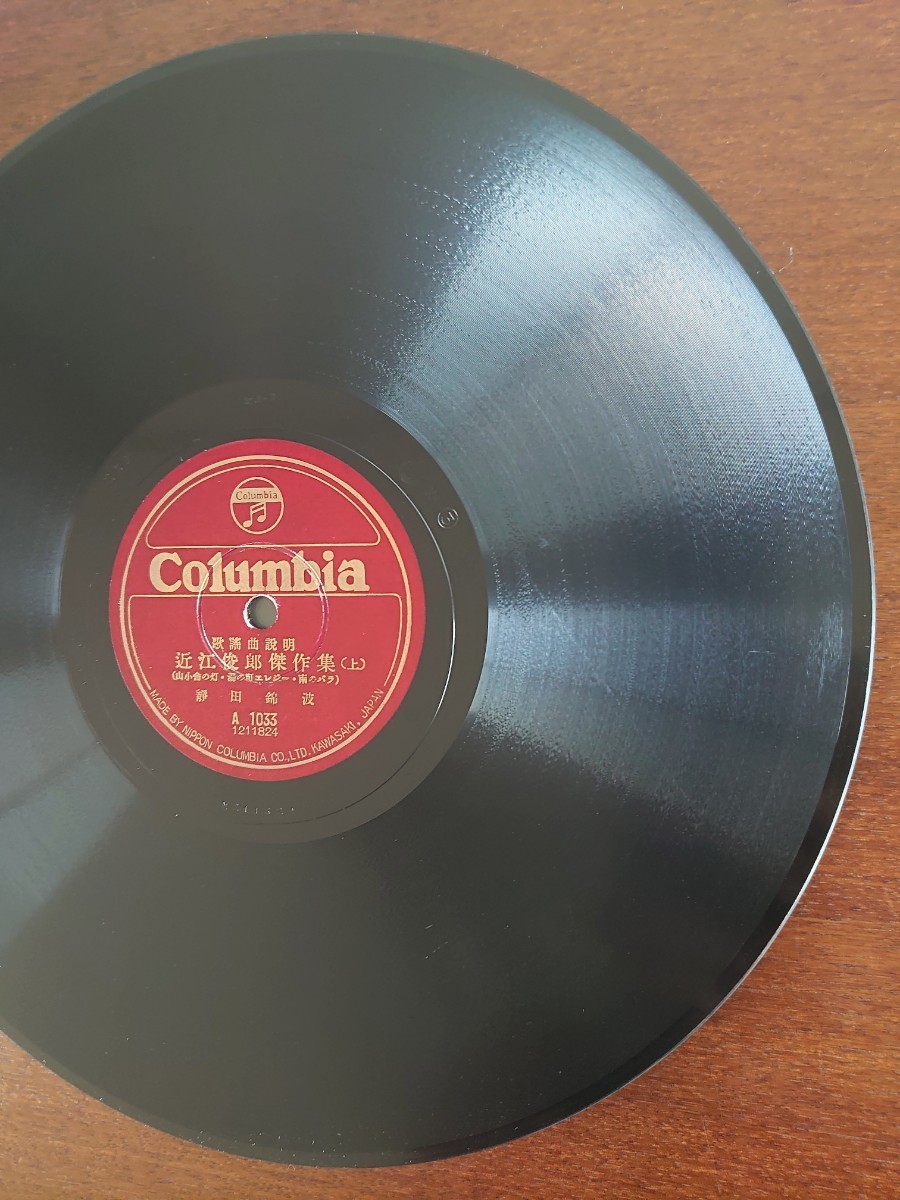 Columbia
Columbia
歌謡曲説明
近江俊郎傑作集(上)
(山小舎の灯・湯の町エレジー・南のバラ)
靜田錦波
A 1033
1211824
MADE BY NIPPON COLUMBIA CO., LTD. KAWASAKI, JAPAN